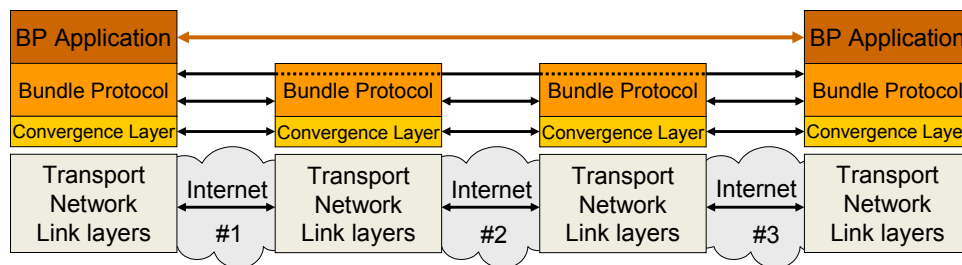 BP Application
BP Application
Bundle Protocol
Bundle Protocol
Bundle Protocol
Bundle Protocol
Convergence Layer
Convergence Layer
Convergence Layer
Convergence Layer
Transport
Network
Link layers
Internet
#1
Transport
Network
Link layers
Internet
#2
Transport
Network
Link layers
Internet
#3
Transport
Network
Link layers